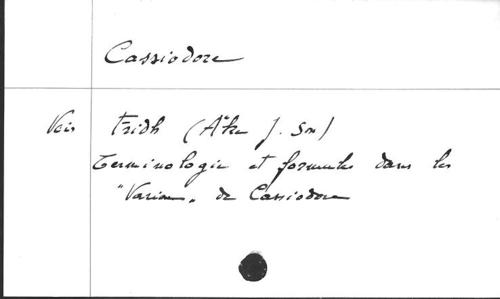 Cassiodore
Voir Fridh (Åke J. Son)
Terminologie et formules dans les
"Variae" de Cassiodore